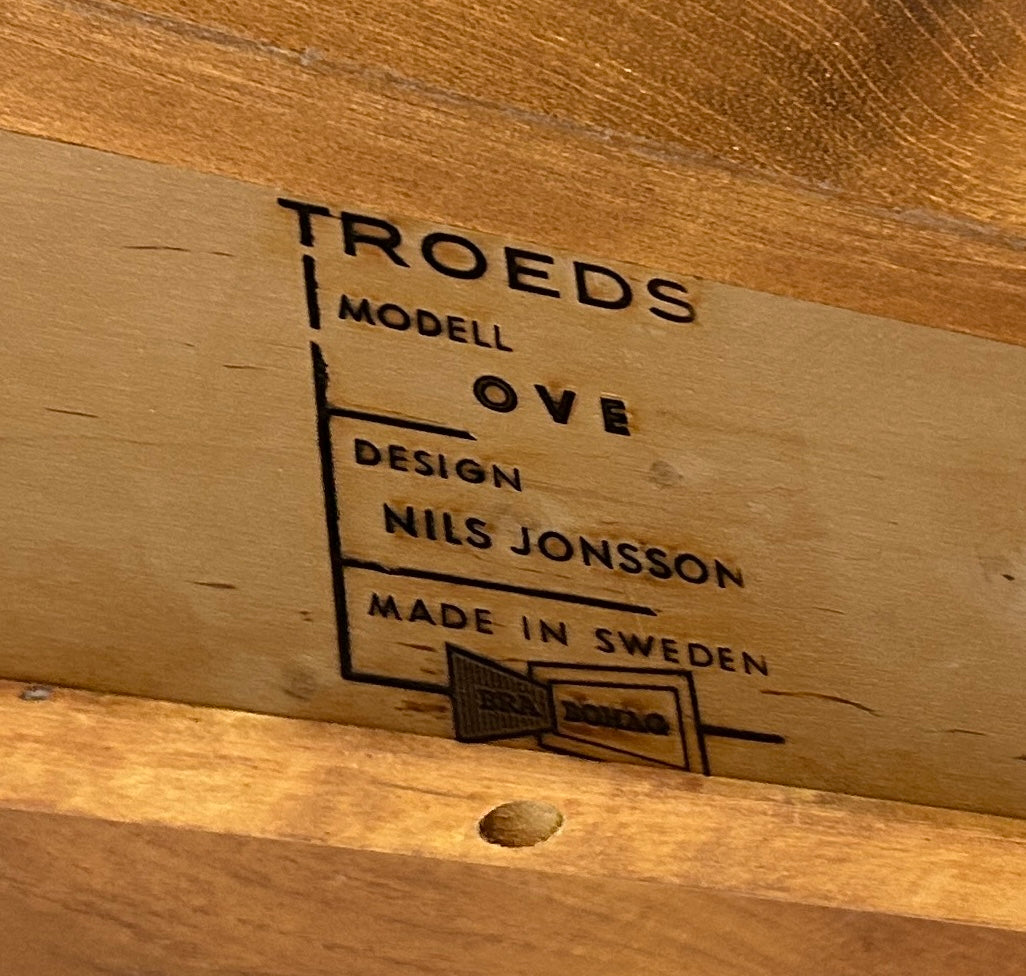 TROEDS
MODELL
OVE
DESIGN
NILS JONSSON
MADE IN SWEDEN
BRA BOHAG